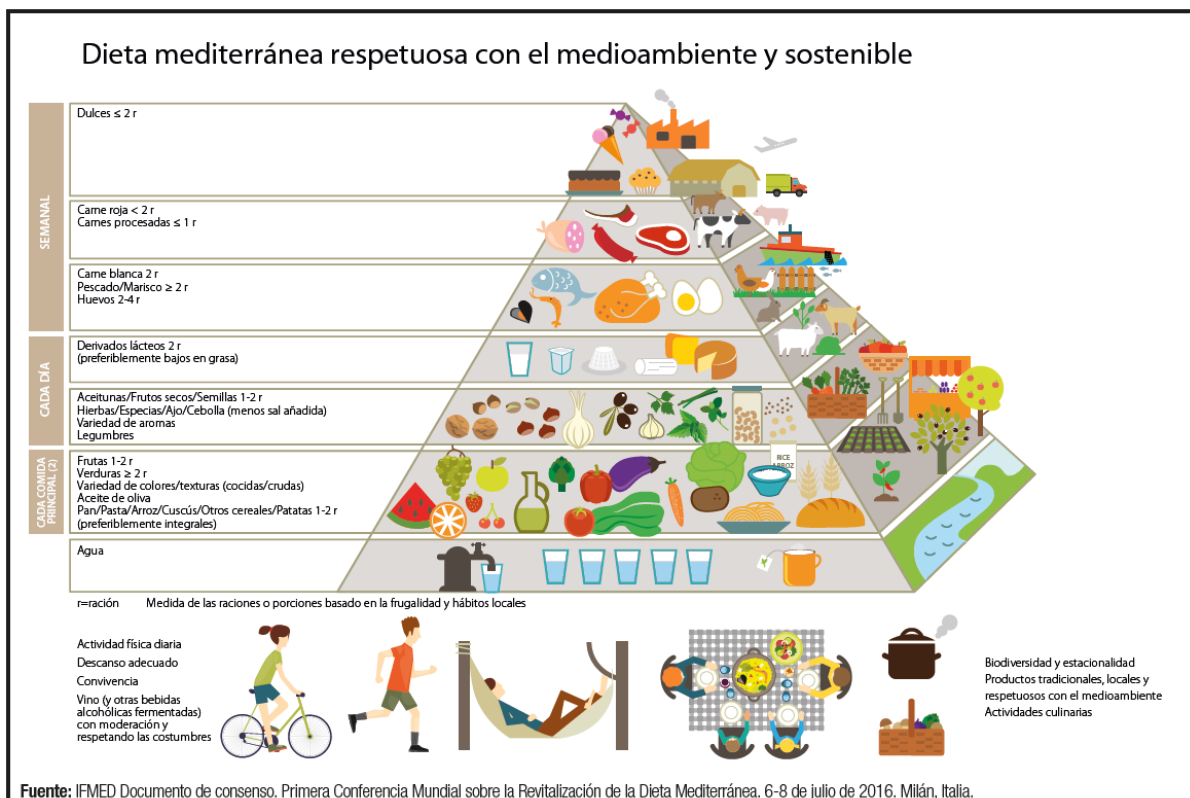 Dieta mediterránea respetuosa con el medioambiente y sostenible
SEMANAL
Dulces ≤ 2 r
Carne roja < 2 r
Carnes procesadas ≤ 1 r
Carne blanca 2 r
Pescado/Marisco ≥ 2 r
Huevos 2-4 r
CADA DÍA
Derivados lácteos 2 r
(preferiblemente bajos en grasa)
Aceitunas/Frutos secos/Semillas 1-2 r
Hierbas/Especias/Ajo/Cebolla (menos sal añadida)
Variedad de aromas
Legumbres
CADA COMIDA
PRINCIPAL (2)
Frutas 1-2 r
Verduras ≥ 2 r
Variedad de colores/texturas (cocidas/crudas)
Aceite de oliva
Pan/Pasta/Arroz/Cuscús/Otros cereales/Patatas 1-2 r
(preferiblemente integrales)
RICE
ARROZ
Agua
r=ración Medida de las raciones o porciones basado en la frugalidad y hábitos locales
Actividad física diaria
Descanso adecuado
Convivencia
Vino (y otras bebidas
alcohólicas fermentadas)
con moderación y
respetando las costumbres
Biodiversidad y estacionalidad
Productos tradicionales, locales y
respetuosos con el medioambiente
Actividades culinarias
Fuente: IFMED Documento de consenso. Primera Conferencia Mundial sobre la Revitalización de la Dieta Mediterránea. 6-8 de julio de 2016. Milán, Italia.